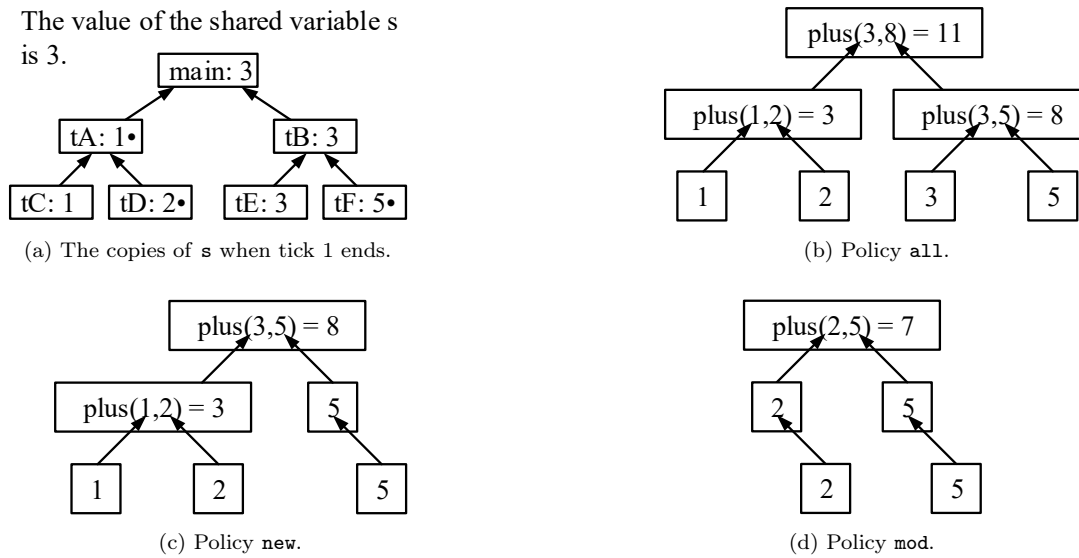 The value of the shared variable s
is 3.
main: 3
tA: 1•
tB: 3
tC: 1
tD: 2•
tE: 3
tF: 5•
(a) The copies of s when tick 1 ends.
plus(3,8) = 11
plus(1,2) = 3
plus(3,5) = 8
1
2
3
5
(b) Policy all.
plus(3,5) = 8
plus(1,2) = 3
5
1
2
5
(c) Policy new.
plus(2,5) = 7
2
5
2
5
(d) Policy mod.